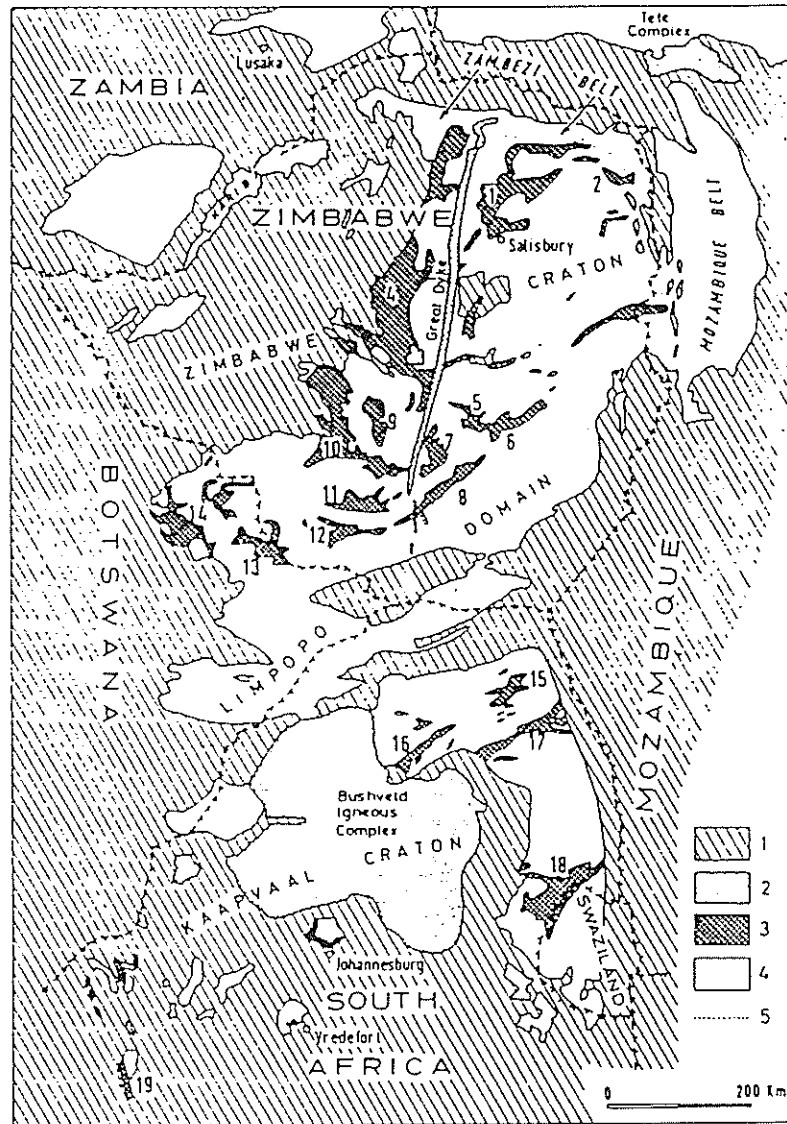 Tete
Complex
Lusaka
ZAMBIA
ZAMBEZI
BELT
KARIBA
ZIMBABWE
1
2
Salisbury
CRATON
Great Dyke
MOZAMBIQUE BELT
4
ZIMBABWE
9
5
6
7
10
11
8
12
DOMAIN
14
13
BOTSWANA
LIMPOPO
MOZAMBIQUE
15
16
17
Bushveld
Igneous
Complex
CRATON
KAAPVAAL
18
SWAZILAND
Johannesburg
SOUTH
Vredefort
AFRICA
19
1
2
3
4
5
0 200 Km